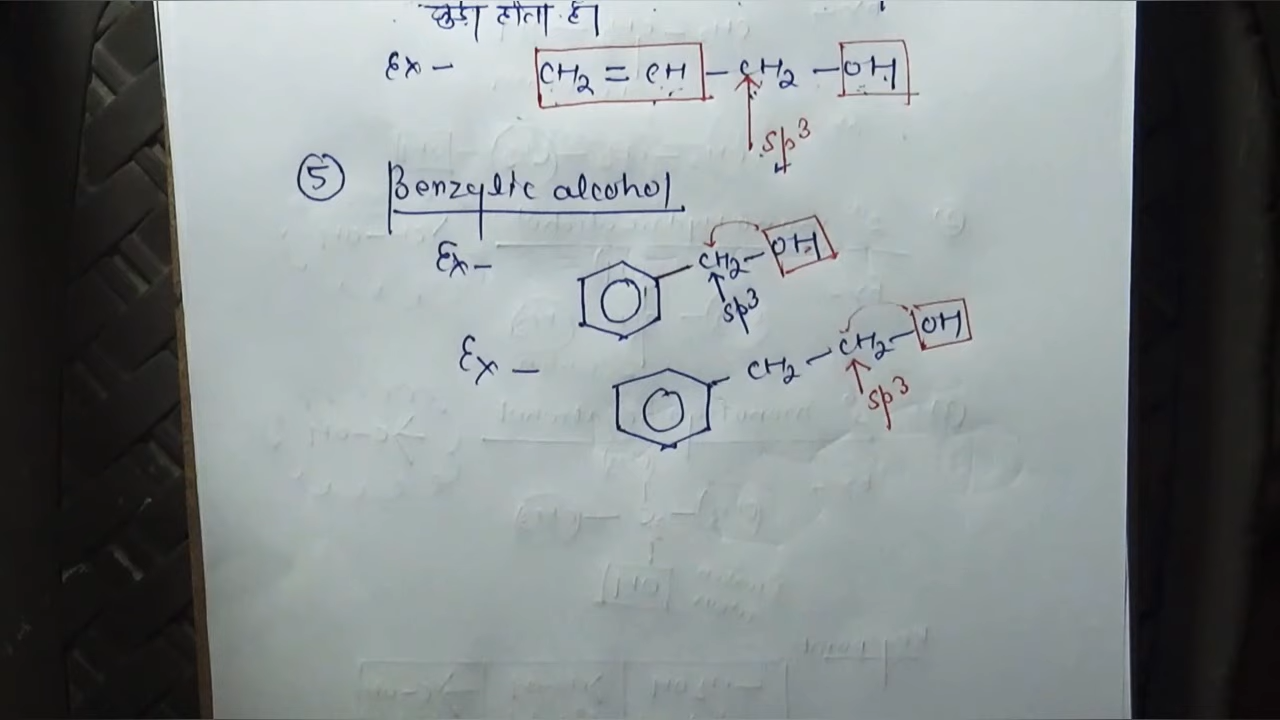 जुड़ा होता है।
Ex - CH₂ = CH - CH₂ - OH
sp³
⑤ Benzylic alcohol
Ex - CH₂ - OH
sp³
Ex - CH₂ - CH₂ - OH
sp³